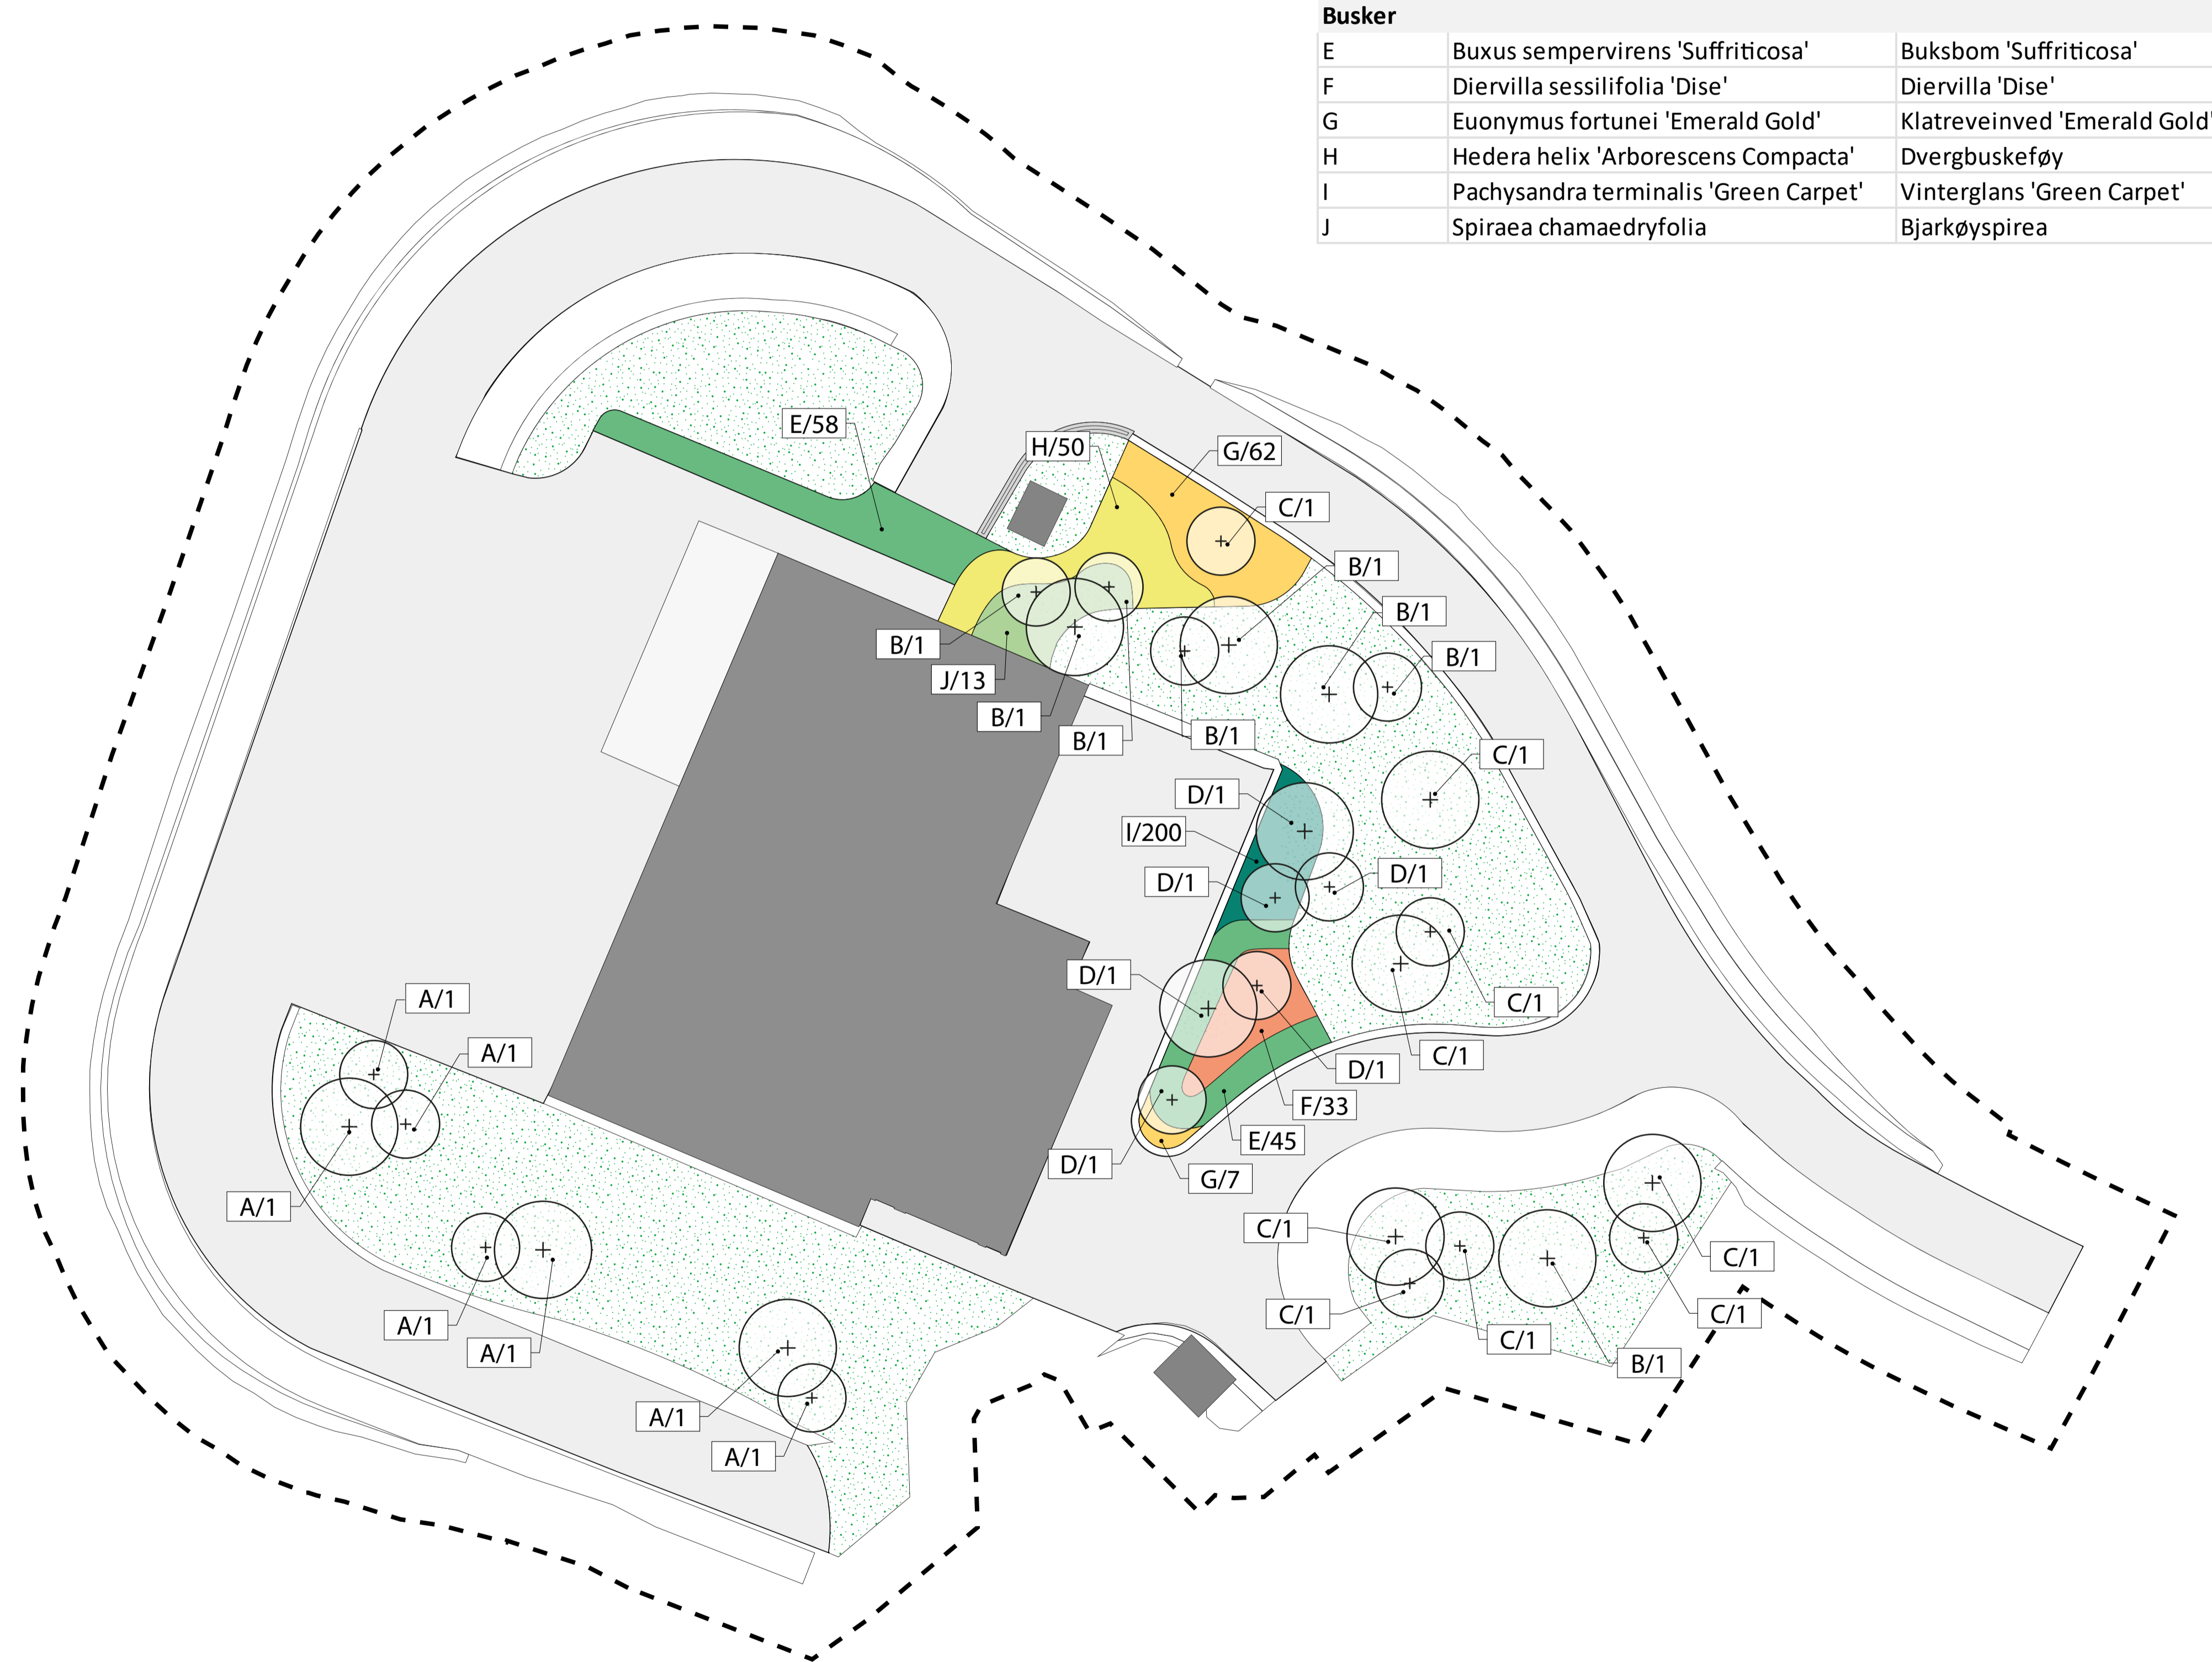 Busker
E Buxus sempervirens 'Suffriticosa' Buksbom 'Suffriticosa'
F Diervilla sessilifolia 'Dise' Diervilla 'Dise'
G Euonymus fortunei 'Emerald Gold' Klatreveinved 'Emerald Gold'
H Hedera helix 'Arborescens Compacta' Dvergbuskeføy
I Pachysandra terminalis 'Green Carpet' Vinterglans 'Green Carpet'
J Spiraea chamaedryfolia Bjarkøyspirea
E/58
H/50
G/62
C/1
B/1
B/1
B/1
B/1
J/13
B/1
B/1
B/1
C/1
D/1
I/200
D/1
D/1
D/1
C/1
A/1
A/1
C/1
D/1
F/33
E/45
D/1
G/7
A/1
C/1
C/1
C/1
C/1
A/1
C/1
A/1
B/1
A/1
A/1